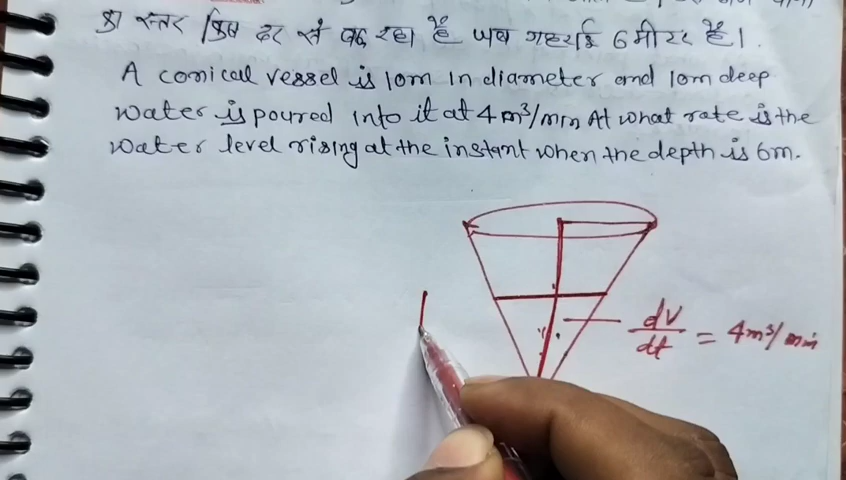 का स्तर किस दर से बढ़ रहा है जब गहराई 6 मीटर है।
A conical vessel is 10m in diameter and 10m deep
Water is poured into it at 4m³/min At what rate is the
Water level rising at the instant when the depth is 6m.
dV/dt = 4m³/min